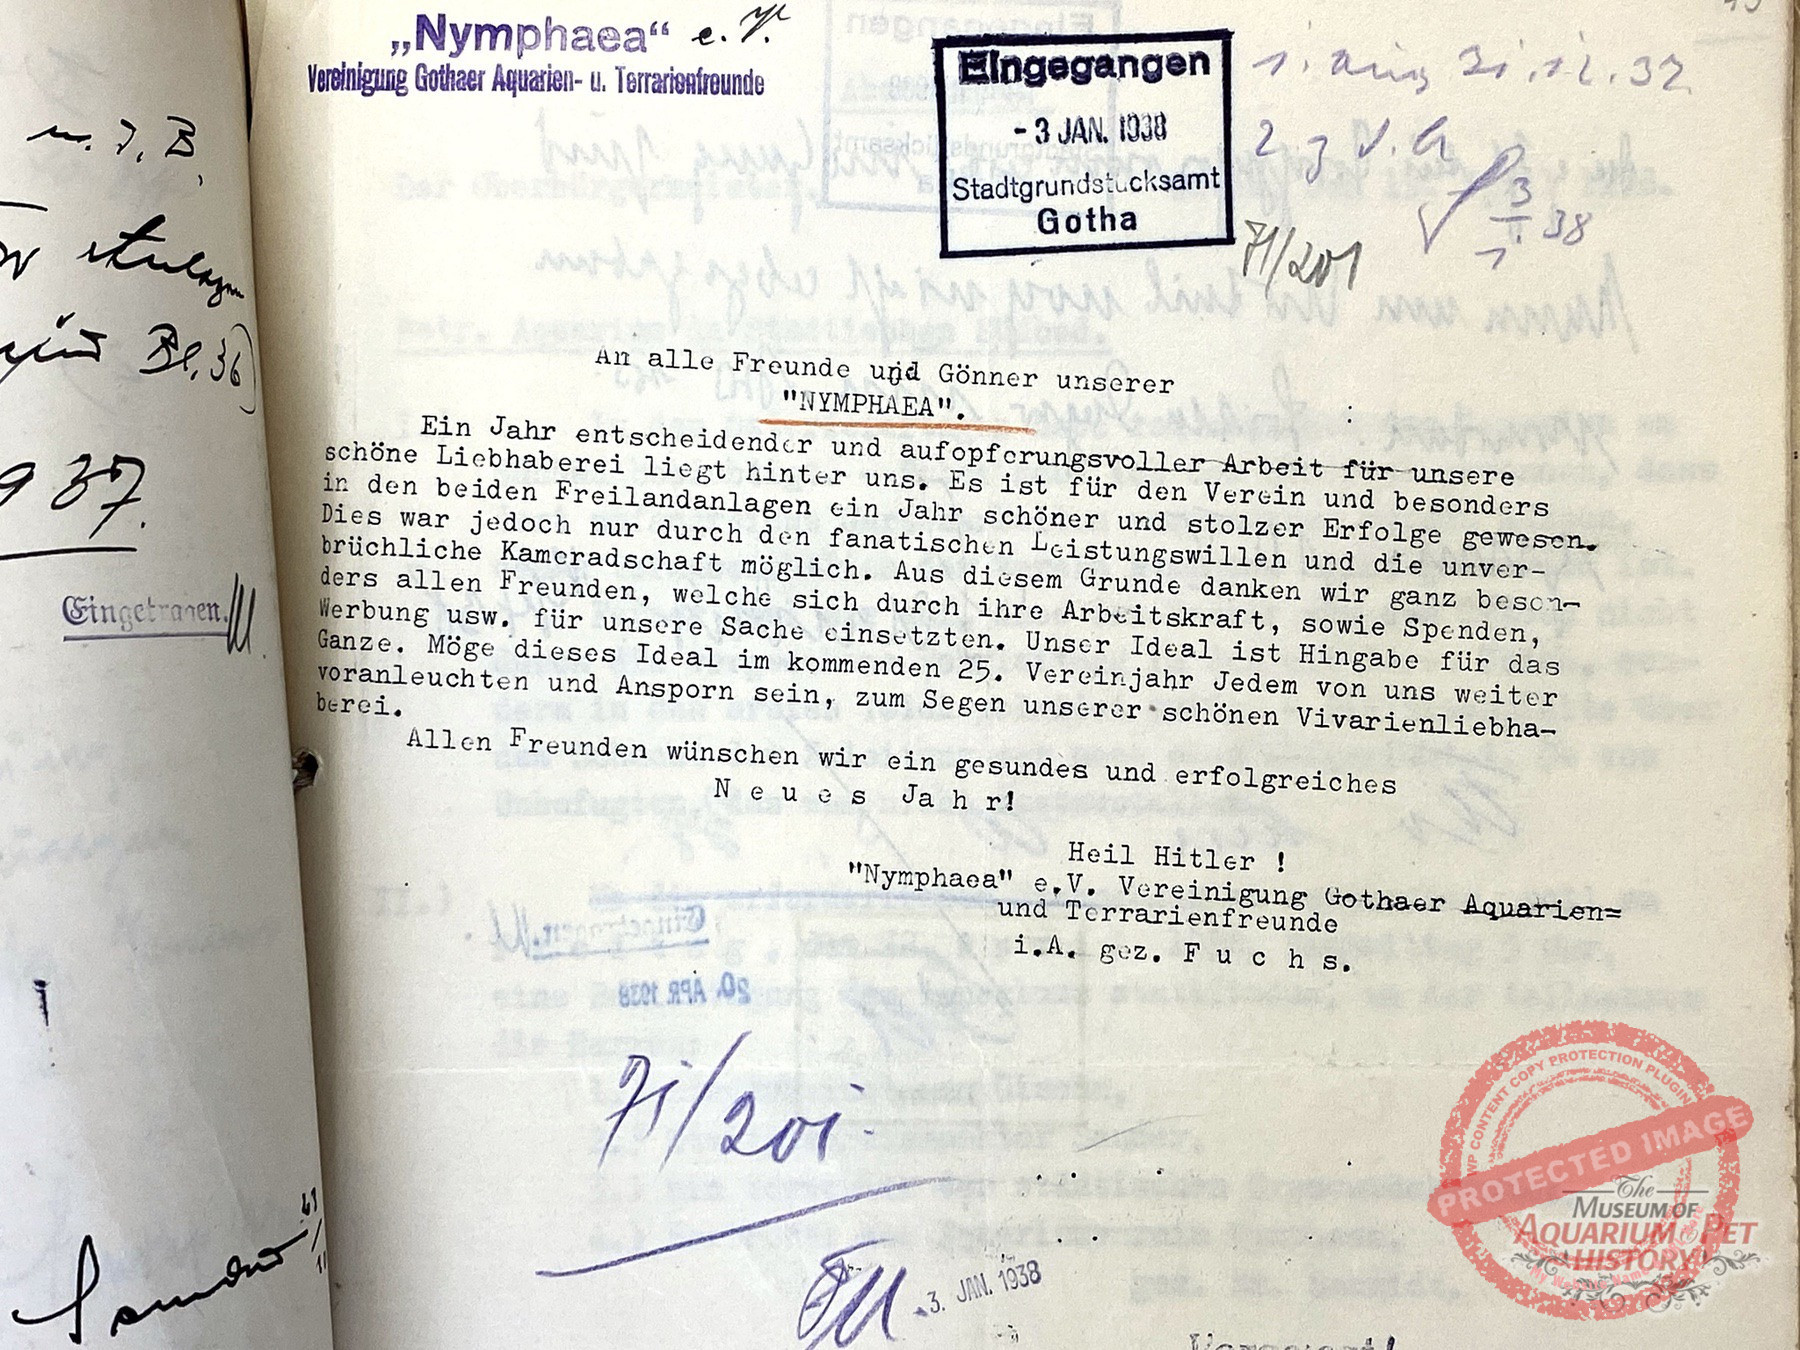 „Nymphaea“ e.V.
Vereinigung Gothaer Aquarien- u. Terrarienfreunde
Eingegangen
- 3 JAN. 1938
Stadtgrundstücksamt
Gotha
71/201
3
1. 38
An alle Freunde und Gönner unserer
"NYMPHAEA".
Ein Jahr entscheidender und aufopferungsvoller Arbeit für unsere
schöne Liebhaberei liegt hinter uns. Es ist für den Verein und besonders
in den beiden Freilandanlagen ein Jahr schöner und stolzer Erfolge gewesen.
Dies war jedoch nur durch den fanatischen Leistungswillen und die unver-
brüchliche Kameradschaft möglich. Aus diesem Grunde danken wir ganz beson-
ders allen Freunden, welche sich durch ihre Arbeitskraft, sowie Spenden,
Werbung usw. für unsere Sache einsetzten. Unser Ideal ist Hingabe für das
Ganze. Möge dieses Ideal im kommenden 25. Vereinjahr Jedem von uns weiter
voranleuchten und Ansporn sein, zum Segen unserer schönen Vivarienliebha-
berei.
Allen Freunden wünschen wir ein gesundes und erfolgreiches
N e u e s J a h r!
Heil Hitler !
"Nymphaea" e.V. Vereinigung Gothaer Aquarien=
und Terrarienfreunde
i.A. gez. F u c h s.
71/201.
3. JAN. 1938
Bl. 36)
937.
Eingetragen.
WP CONTENT COPY PROTECTION PLUGIN
PROTECTED IMAGE
The
MUSEUM OF
AQUARIUM & PET
HISTORY